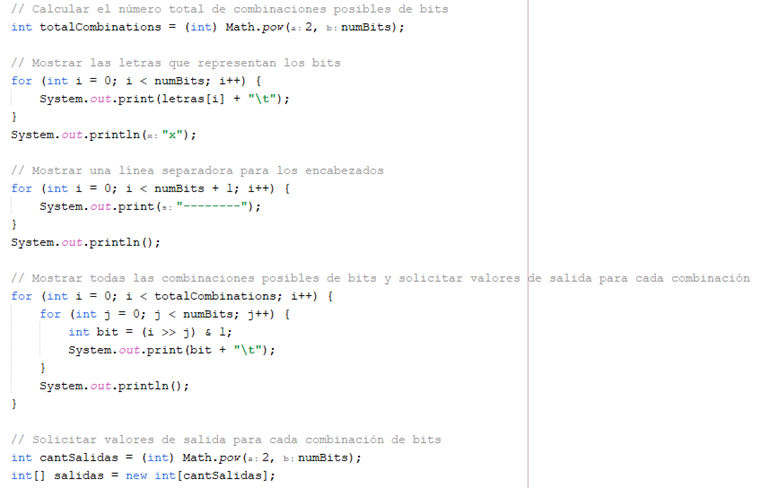 // Calcular el número total de combinaciones posibles de bits
int totalCombinations = (int) Math.pow(a: 2, b: numBits);
// Mostrar las letras que representan los bits
for (int i = 0; i < numBits; i++) {
System.out.print(letras[i] + "\t");
}
System.out.println(x: "x");
// Mostrar una línea separadora para los encabezados
for (int i = 0; i < numBits + 1; i++) {
System.out.print(s: "--------");
}
System.out.println();
// Mostrar todas las combinaciones posibles de bits y solicitar valores de salida para cada combinación
for (int i = 0; i < totalCombinations; i++) {
for (int j = 0; j < numBits; j++) {
int bit = (i >> j) & 1;
System.out.print(bit + "\t");
}
System.out.println();
}
// Solicitar valores de salida para cada combinación de bits
int cantSalidas = (int) Math.pow(a: 2, b: numBits);
int[] salidas = new int[cantSalidas];